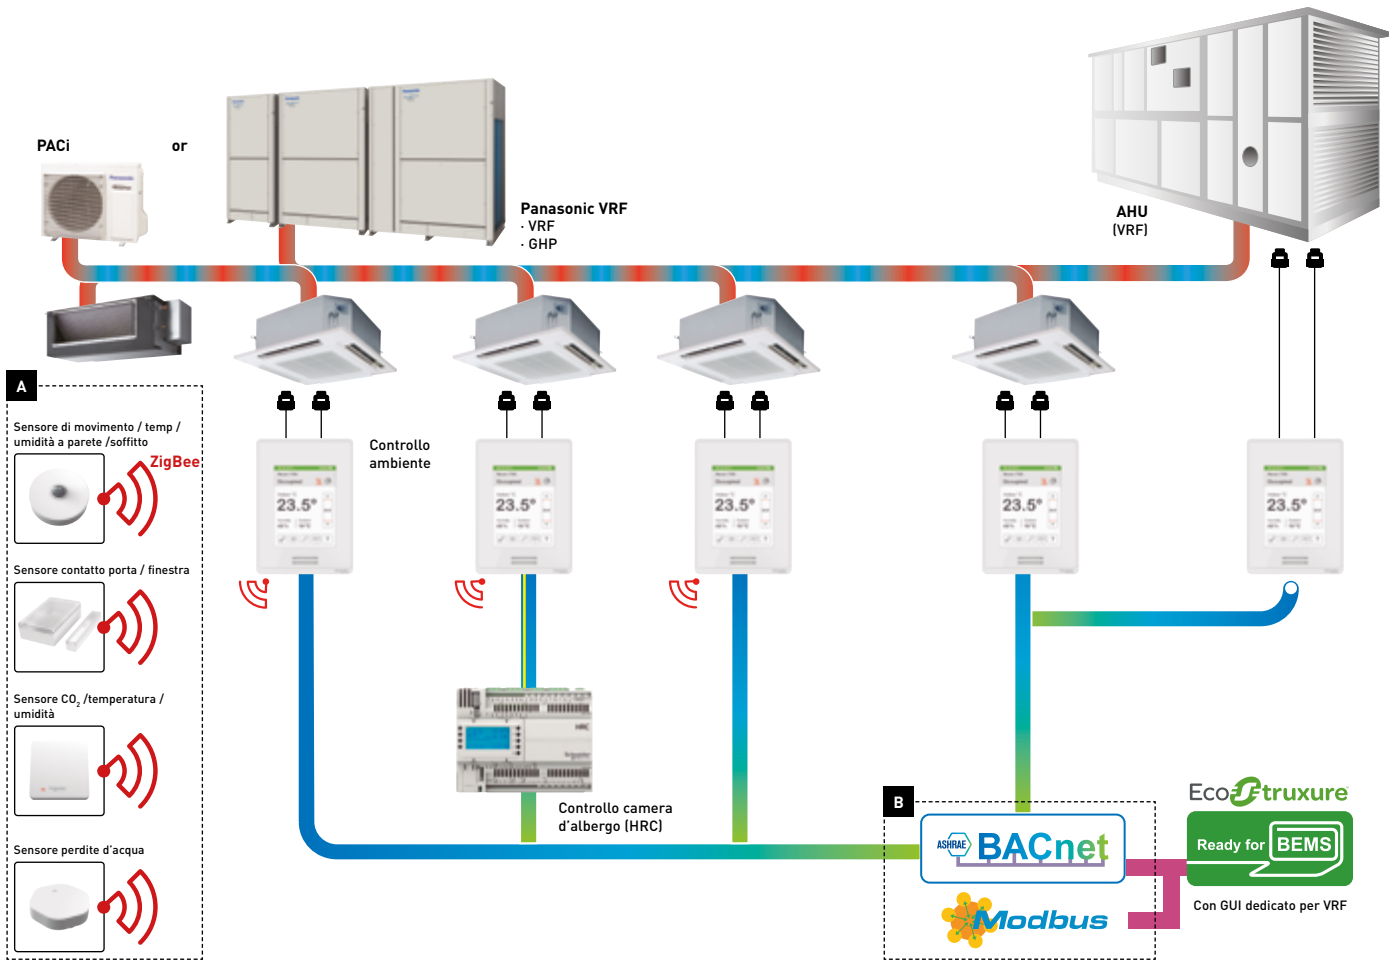 PACi
or
Panasonic VRF
· VRF
· GHP
AHU
(VRF)
A
Sensore di movimento / temp /
umidità a parete /soffitto
ZigBee
Sensore contatto porta / finestra
Sensore CO₂ /temperatura /
umidità
Sensore perdite d'acqua
Controllo
ambiente
23.5°
23.5°
23.5°
23.5°
23.5°
HRC
Controllo camera
d'albergo (HRC)
B
ASHRAE BACnet
Modbus
EcoStruxure
Ready for BEMS
Con GUI dedicato per VRF